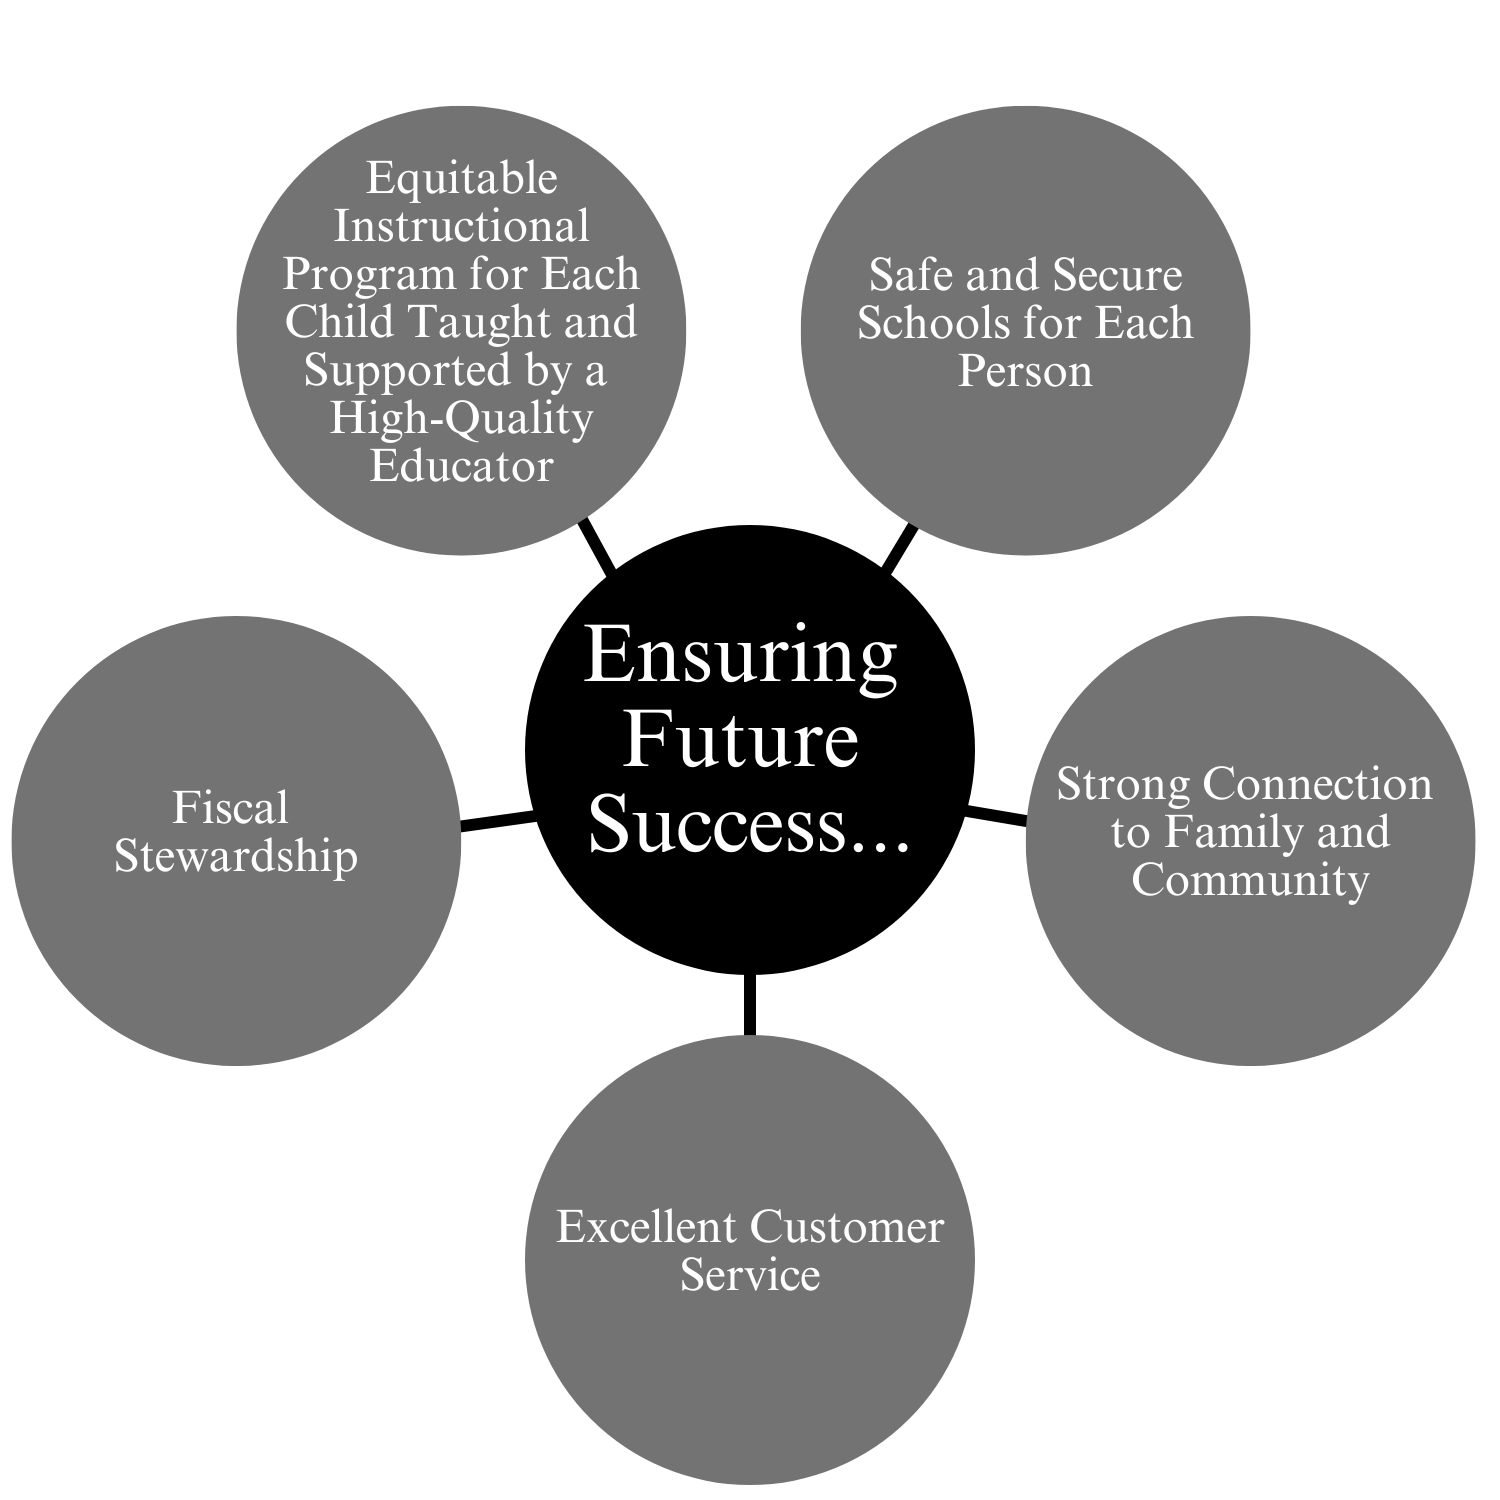 Equitable
Instructional
Program for Each
Child Taught and
Supported by a
High-Quality
Educator
Safe and Secure
Schools for Each
Person
Ensuring
Future
Success...
Fiscal
Stewardship
Strong Connection
to Family and
Community
Excellent Customer
Service